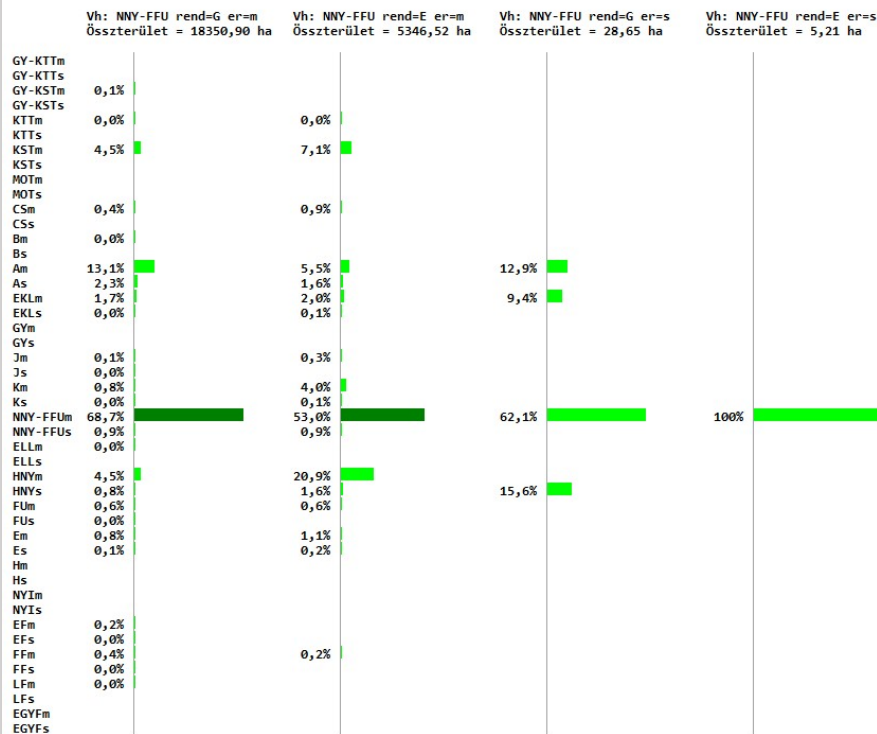 Vh: NNY-FFU rend=G er=m Vh: NNY-FFU rend=E er=m Vh: NNY-FFU rend=G er=s Vh: NNY-FFU rend=E er=s
Összterület = 18350,90 ha Összterület = 5346,52 ha Összterület = 28,65 ha Összterület = 5,21 ha
GY-KTTm
GY-KTTs
GY-KSTm 0,1%
GY-KSTs
KTTm 0,0% 0,0%
KTTs
KSTm 4,5% 7,1%
KSTs
MOTm
MOTs
CSm 0,4% 0,9%
CSs
Bm 0,0%
Bs
Am 13,1% 5,5% 12,9%
As 2,3% 1,6%
EKLm 1,7% 2,0% 9,4%
EKLs 0,0% 0,1%
GYm
GYs
Jm 0,1% 0,3%
Js 0,0%
Km 0,8% 4,0%
Ks 0,0% 0,1%
NNY-FFUm 68,7% 53,0% 62,1% 100%
NNY-FFUs 0,9% 0,9%
ELLm 0,0%
ELLs
HNYm 4,5% 20,9%
HNYs 0,8% 1,6% 15,6%
FUm 0,6% 0,6%
FUs 0,0%
Em 0,8% 1,1%
Es 0,1% 0,2%
Hm
Hs
NYIm
NYIs
EFm 0,2%
EFs 0,0%
FFm 0,4% 0,2%
FFs 0,0%
LFm 0,0%
LFs
EGYFm
EGYFs